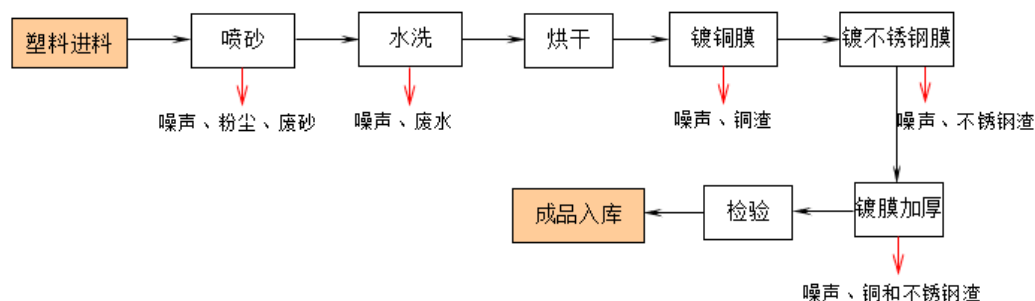 塑料进料
喷砂
水洗
烘干
镀铜膜
镀不锈钢膜
噪声、粉尘、废砂
噪声、废水
噪声、铜渣
噪声、不锈钢渣
成品入库
检验
镀膜加厚
噪声、铜和不锈钢渣